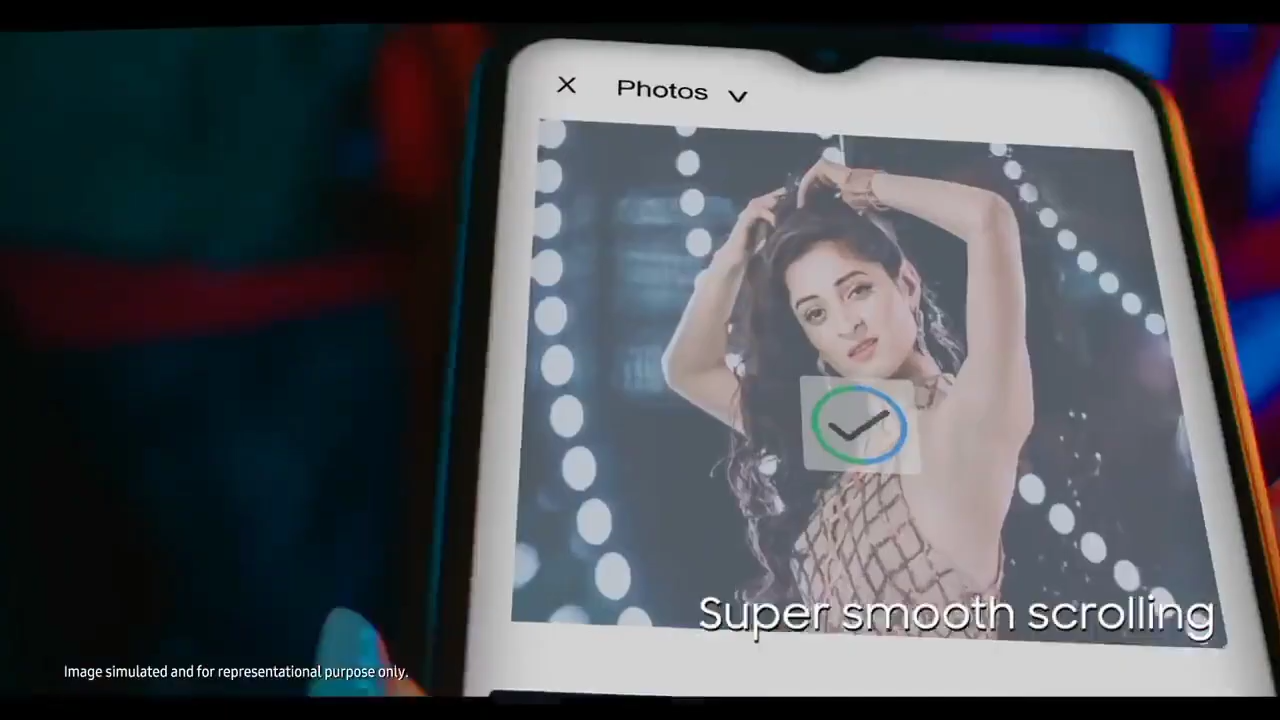 Photos
Super smooth scrolling
Image simulated and for representational purpose only.